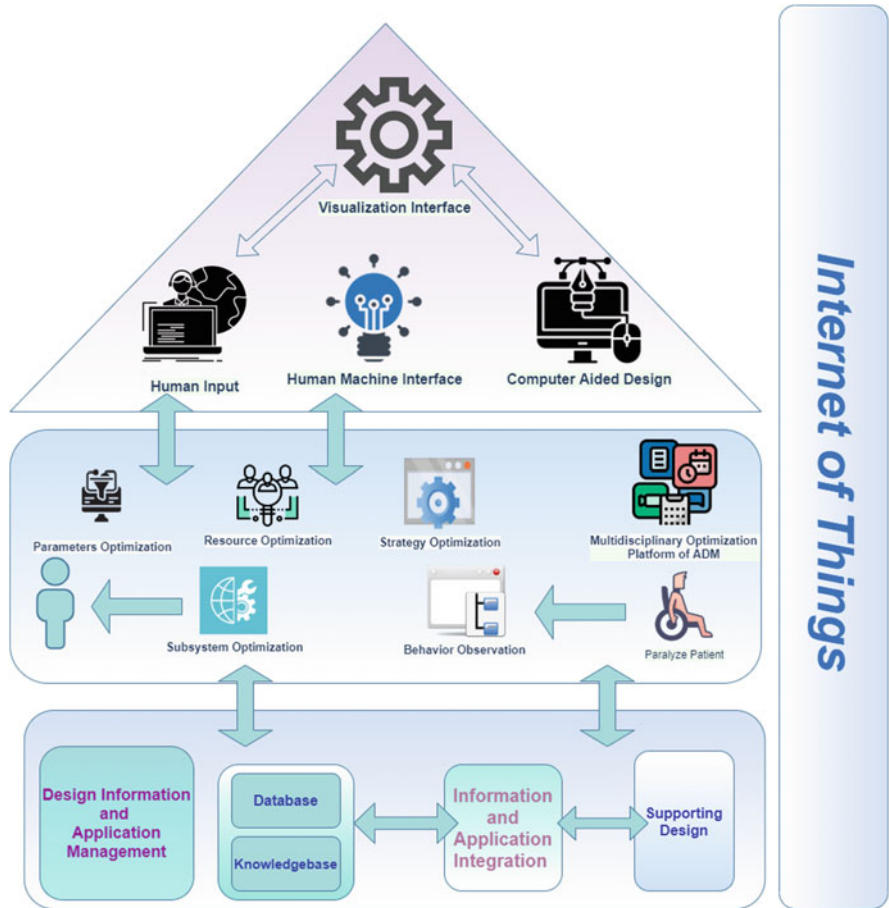 Visualization Interface
Human Input
Human Machine Interface
Computer Aided Design
Parameters Optimization
Resource Optimization
Strategy Optimization
Multidisciplinary Optimization
Platform of ADM
Subsystem Optimization
Behavior Observation
Paralyze Patient
Design Information
and
Application
Management
Database
Knowledgebase
Information
and
Application
Integration
Supporting
Design
Internet of Things